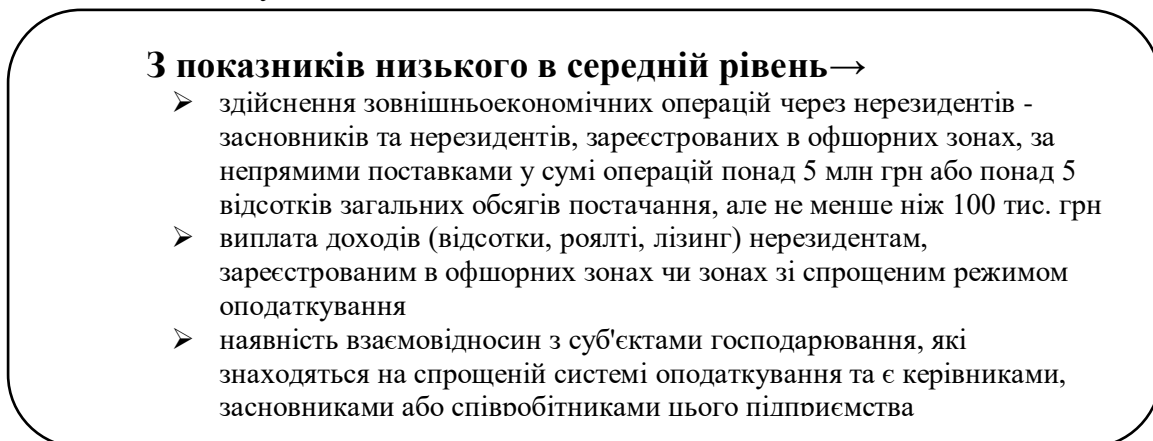 З показників низького в середній рівень→
➢ здійснення зовнішньоекономічних операцій через нерезидентів -
засновників та нерезидентів, зареєстрованих в офшорних зонах, за
непрямими поставками у сумі операцій понад 5 млн грн або понад 5
відсотків загальних обсягів постачання, але не менше ніж 100 тис. грн
➢ виплата доходів (відсотки, роялті, лізинг) нерезидентам,
зареєстрованим в офшорних зонах чи зонах зі спрощеним режимом
оподаткування
➢ наявність взаємовідносин з суб'єктами господарювання, які
знаходяться на спрощеній системі оподаткування та є керівниками,
засновниками або співробітниками цього підприємства